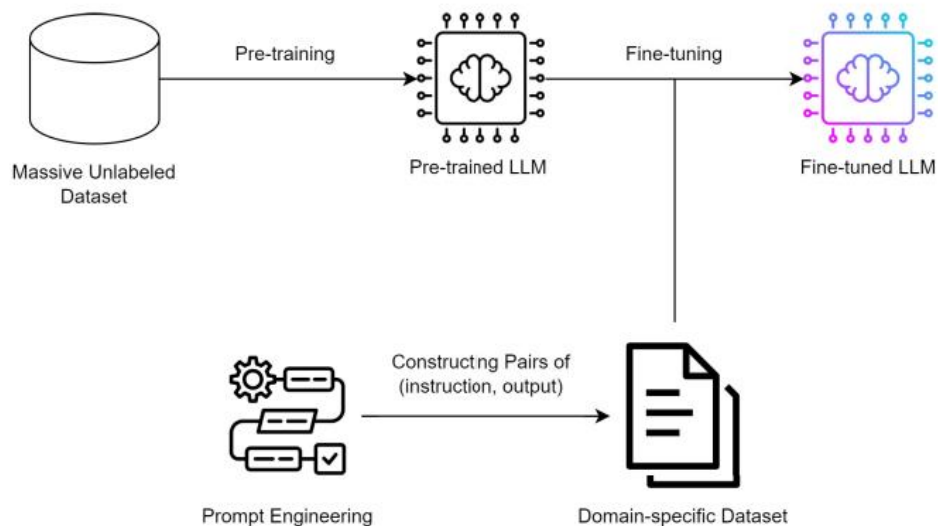 Pre-training
Fine-tuning
Massive Unlabeled
Dataset
Pre-trained LLM
Fine-tuned LLM
Constructing Pairs of
(instruction, output)
Prompt Engineering
Domain-specific Dataset